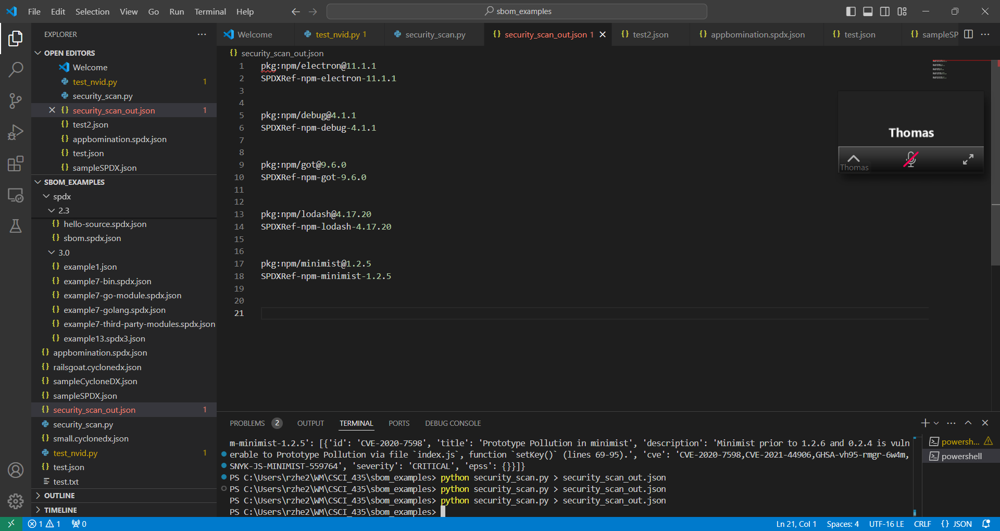 File Edit Selection View Go Run Terminal Help
sbom_examples
EXPLORER
OPEN EDITORS
Welcome
test_nvid.py 1
security_scan.py
security_scan_out.json 1
test2.json
appbomination.spdx.json
test.json
sampleSPDX.json
SBOM_EXAMPLES
spdx
2.3
hello-source.spdx.json
sbom.spdx.json
3.0
example1.json
example7-bin.spdx.json
example7-go-module.spdx.json
example7-golang.spdx.json
example7-third-party-modules.spdx.json
example13.spdx3.json
appbomination.spdx.json
railsgoat.cyclonedx.json
sampleCycloneDX.json
sampleSPDX.json
security_scan_out.json 1
security_scan.py
small.cyclonedx.json
test_nvid.py 1
test.json
test.txt
OUTLINE
TIMELINE
Welcome test_nvid.py 1 security_scan.py security_scan_out.json 1 test2.json appbomination.spdx.json test.json sampleSP
security_scan_out.json
1 pkg:npm/electron@11.1.1
2 SPDXRef-npm-electron-11.1.1
3
4
5 pkg:npm/debug@4.1.1
6 SPDXRef-npm-debug-4.1.1
7
8
9 pkg:npm/got@9.6.0
10 SPDXRef-npm-got-9.6.0
11
12
13 pkg:npm/lodash@4.17.20
14 SPDXRef-npm-lodash-4.17.20
15
16
17 pkg:npm/minimist@1.2.5
18 SPDXRef-npm-minimist-1.2.5
19
20
21
Thomas
Thomas
PROBLEMS 2 OUTPUT TERMINAL PORTS DEBUG CONSOLE
m-minimist-1.2.5': [{'id': 'CVE-2020-7598', 'title': 'Prototype Pollution in minimist', 'description': 'Minimist prior to 1.2.6 and 0.2.4 is vuln
erable to Prototype Pollution via file `index.js`, function `setKey()` (lines 69-95).', 'cve': 'CVE-2020-7598,CVE-2021-44906,GHSA-vh95-rmgr-6w4m,
SNYK-JS-MINIMIST-559764', 'severity': 'CRITICAL', 'epss': {}}]}
PS C:\Users\rzhe2\WM\CSCI_435\sbom_examples> python security_scan.py > security_scan_out.json
PS C:\Users\rzhe2\WM\CSCI_435\sbom_examples> python security_scan.py > security_scan_out.json
PS C:\Users\rzhe2\WM\CSCI_435\sbom_examples> python security_scan.py > security_scan_out.json
PS C:\Users\rzhe2\WM\CSCI_435\sbom_examples>
powersh...
powershell
1 1 0
Ln 21, Col 1 Spaces: 4 UTF-16 LE CRLF {} JSON